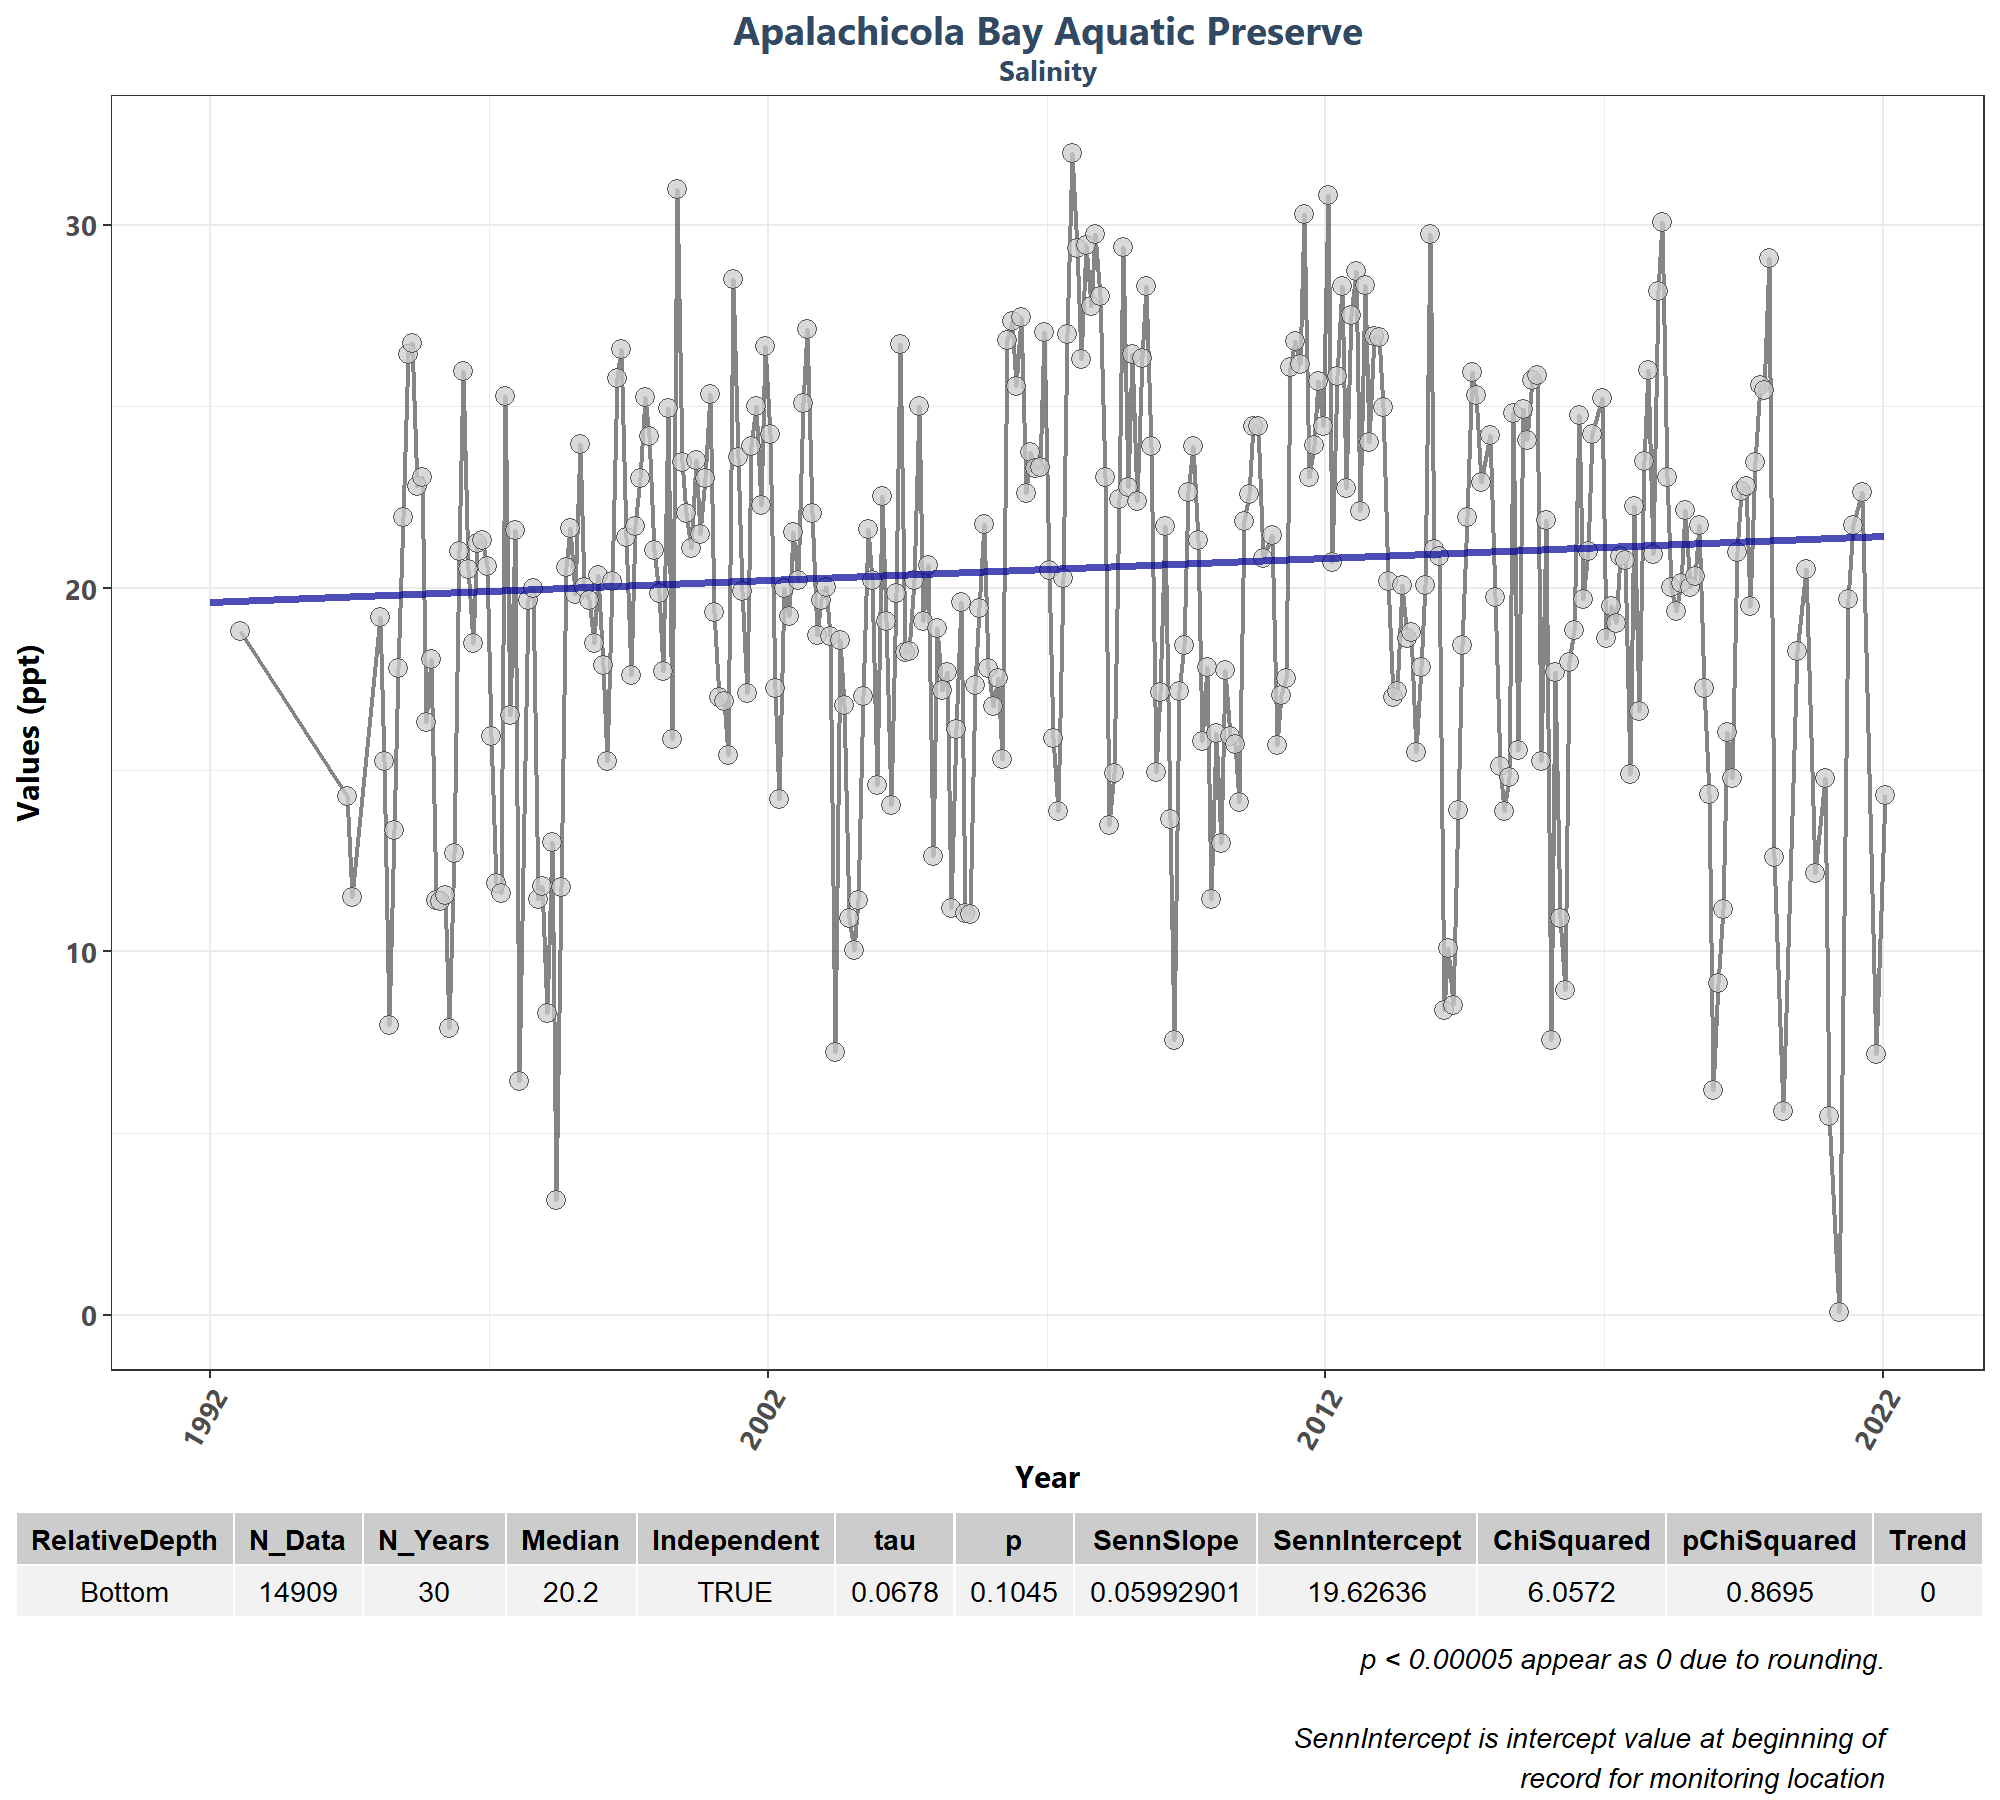 Apalachicola Bay Aquatic Preserve
Salinity
Values (ppt)
30
20
10
0
1992
2002
2012
2022
Year
RelativeDepth N_Data N_Years Median Independent tau p SennSlope SennIntercept ChiSquared pChiSquared Trend
Bottom 14909 30 20.2 TRUE 0.0678 0.1045 0.05992901 19.62636 6.0572 0.8695 0
p < 0.00005 appear as 0 due to rounding.
SennIntercept is intercept value at beginning of
record for monitoring location